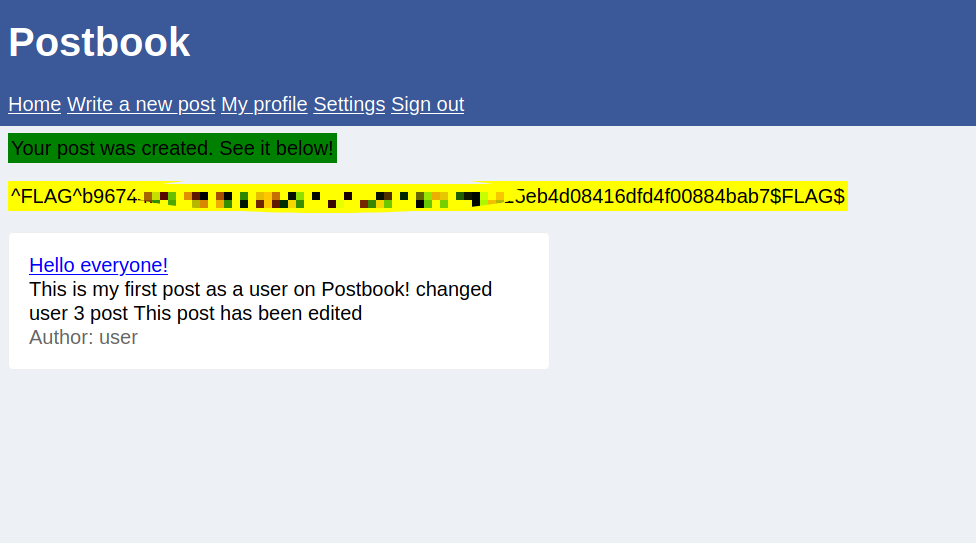 Postbook
Home Write a new post My profile Settings Sign out
Your post was created. See it below!
^FLAG^b9674 5eb4d08416dfd4f00884bab7$FLAG$
Hello everyone!
This is my first post as a user on Postbook! changed
user 3 post This post has been edited
Author: user